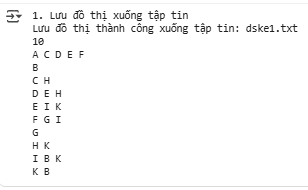 1. Lưu đồ thị xuống tập tin
Lưu đồ thị thành công xuống tập tin: dske1.txt
10
A C D E F
B
C H
D E H
E I K
F G I
G
H K
I B K
K B